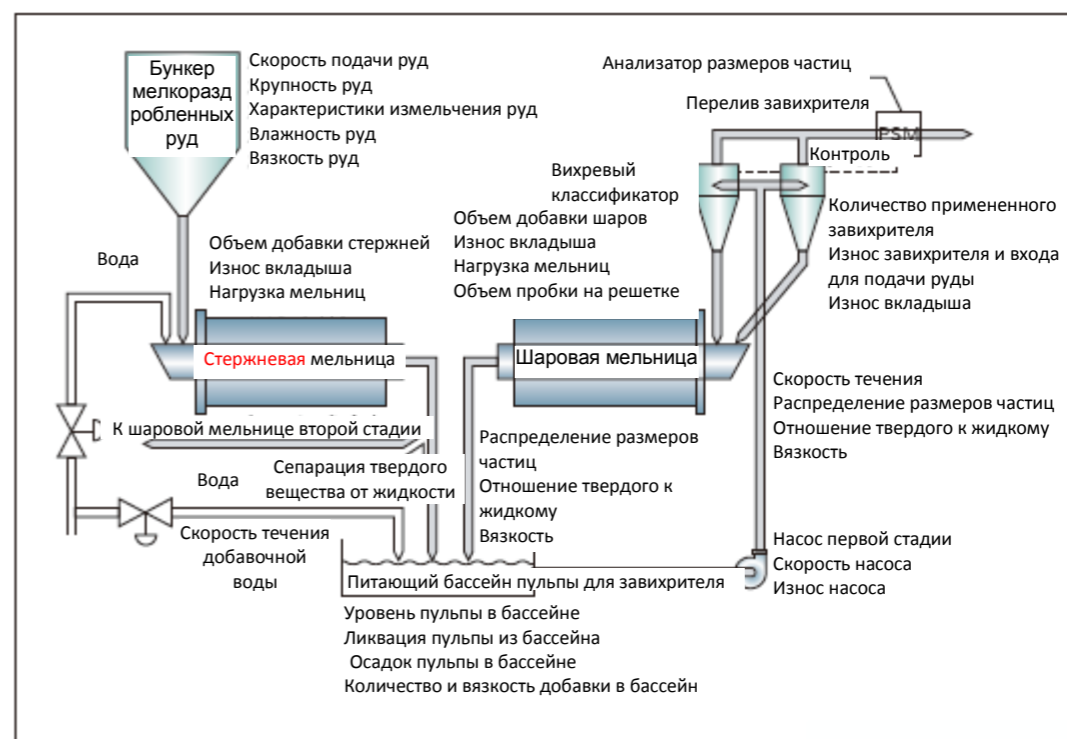 Бункер
мелкоразд
робленных
руд
Скорость подачи руд
Крупность руд
Характеристики измельчения руд
Влажность руд
Вязкость руд
Анализатор размеров частиц
Перелив завихрителя
PSM
Контроль
Вихревый
классификатор
Количество примененного
завихрителя
Износ завихрителя и входа
для подачи руды
Износ вкладыша
Вода
Объем добавки стержней
Износ вкладыша
Нагрузка мельниц
Объем добавки шаров
Износ вкладыша
Нагрузка мельниц
Объем пробки на решетке
Стержневая мельница
Шаровая мельница
К шаровой мельнице второй стадии
Вода
Сепарация твердого
вещества от жидкости
Скорость течения
добавочной
воды
Распределение размеров
частиц
Отношение твердого к
жидкому
Вязкость
Скорость течения
Распределение размеров частиц
Отношение твердого к жидкому
Вязкость
Насос первой стадии
Скорость насоса
Износ насоса
Питающий бассейн пульпы для завихрителя
Уровень пульпы в бассейне
Ликвация пульпы из бассейна
Осадок пульпы в бассейне
Количество и вязкость добавки в бассейн